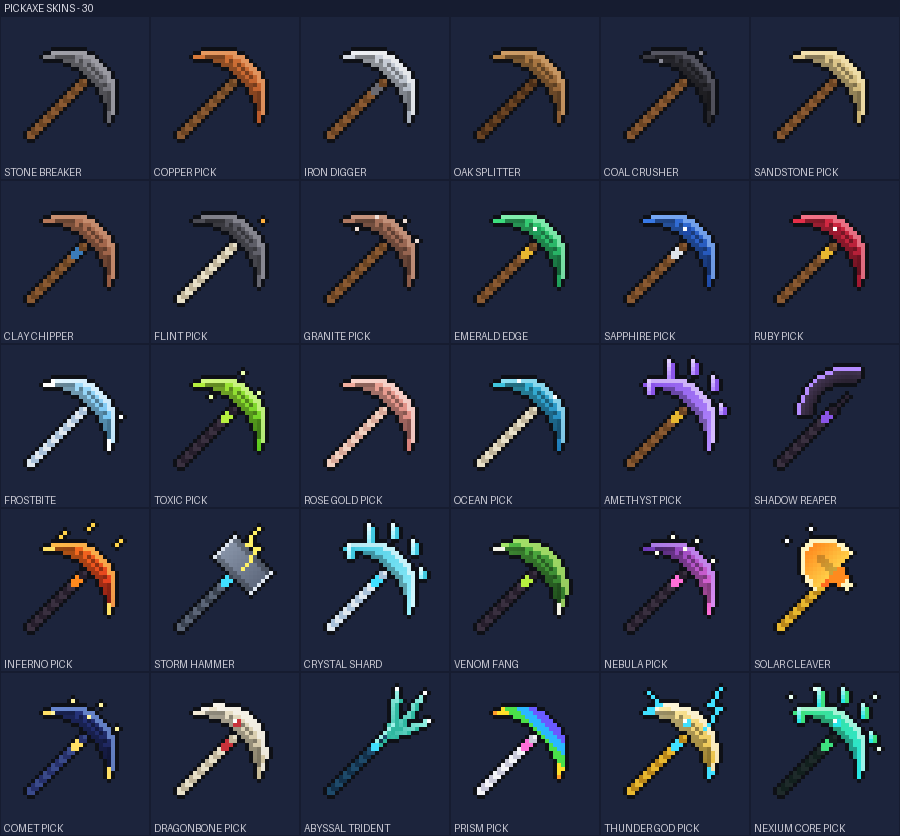 PICKAXE SKINS - 30
STONE BREAKER
COPPER PICK
IRON DIGGER
OAK SPLITTER
COAL CRUSHER
SANDSTONE PICK
CLAY CHIPPER
FLINT PICK
GRANITE PICK
EMERALD EDGE
SAPPHIRE PICK
RUBY PICK
FROSTBITE
TOXIC PICK
ROSE GOLD PICK
OCEAN PICK
AMETHYST PICK
SHADOW REAPER
INFERNO PICK
STORM HAMMER
CRYSTAL SHARD
VENOM FANG
NEBULA PICK
SOLAR CLEAVER
COMET PICK
DRAGONBONE PICK
ABYSSAL TRIDENT
PRISM PICK
THUNDER GOD PICK
NEXIUM CORE PICK